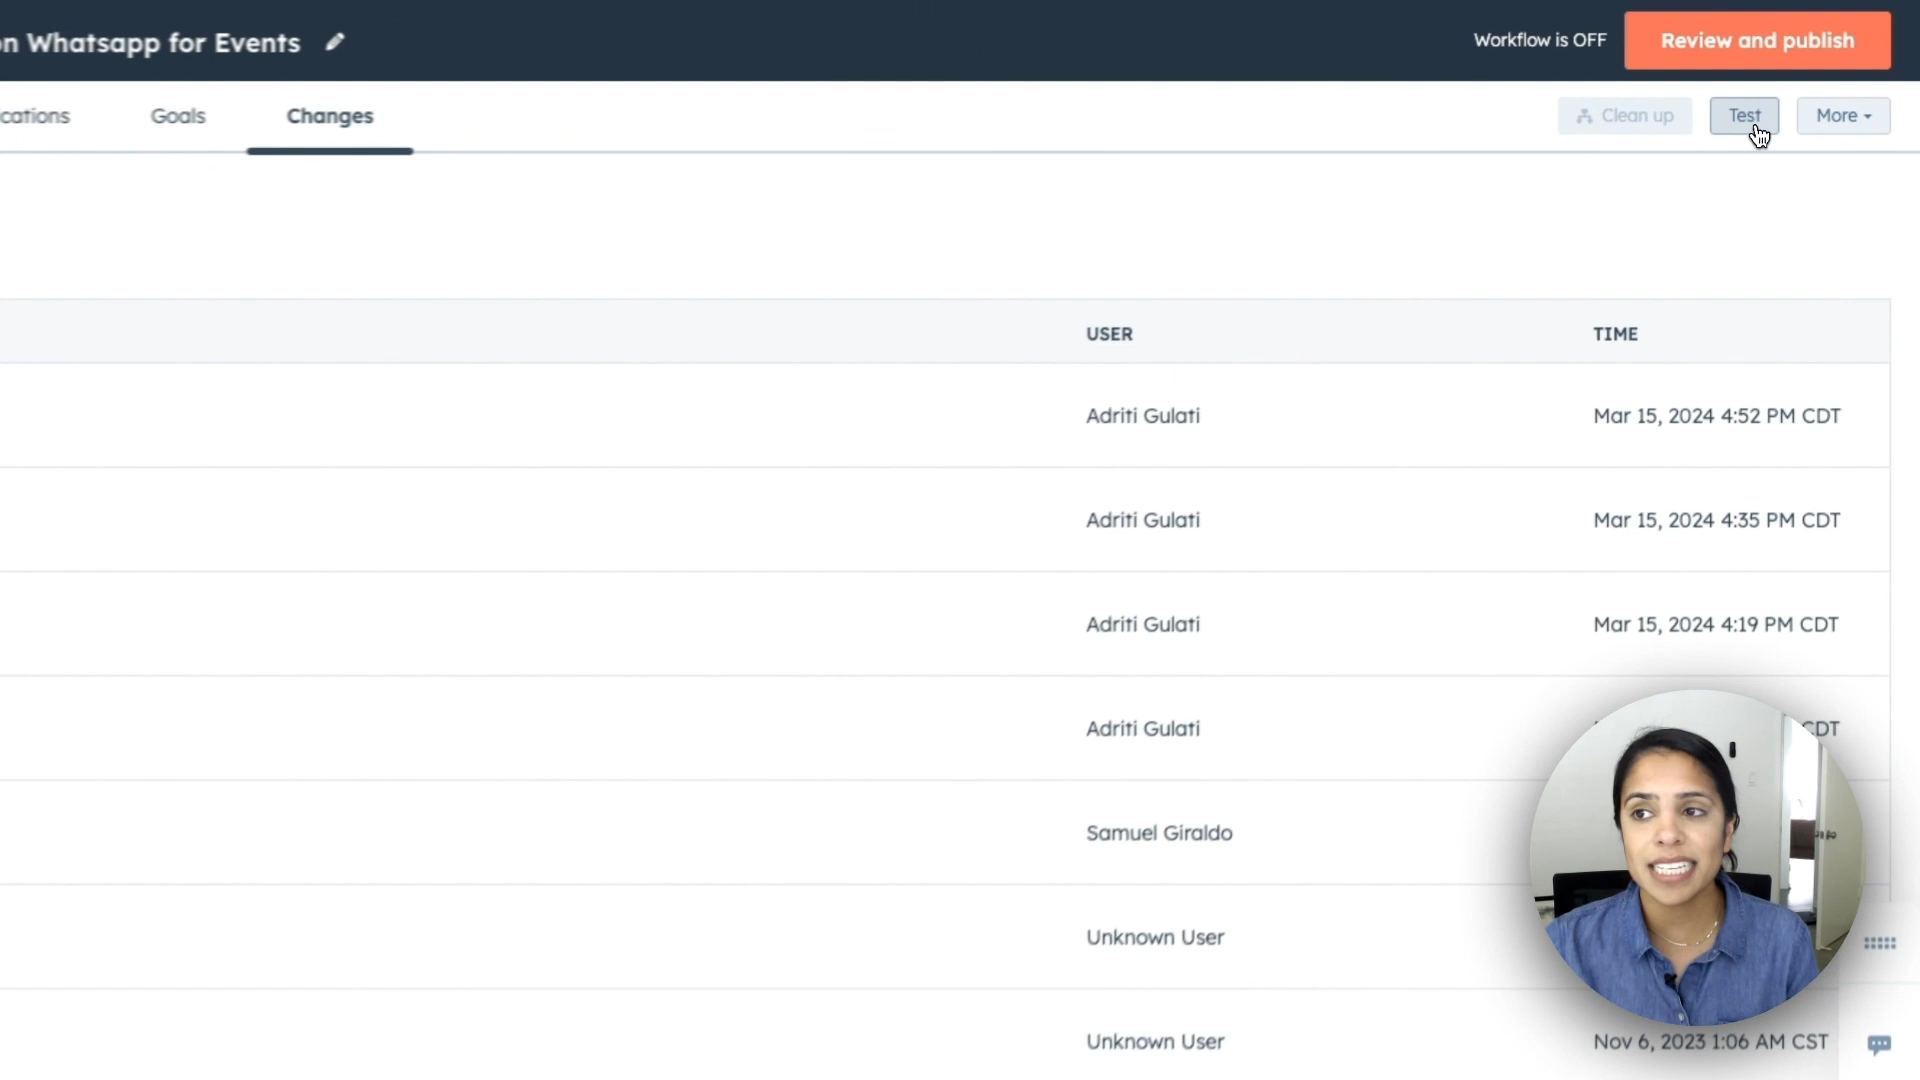 on Whatsapp for Events
Workflow is OFF
Review and publish
cations
Goals
Changes
Clean up
Test
More
USER
TIME
Adriti Gulati
Mar 15, 2024 4:52 PM CDT
Adriti Gulati
Mar 15, 2024 4:35 PM CDT
Adriti Gulati
Mar 15, 2024 4:19 PM CDT
Adriti Gulati
CDT
Samuel Giraldo
Unknown User
Unknown User
Nov 6, 2023 1:06 AM CST